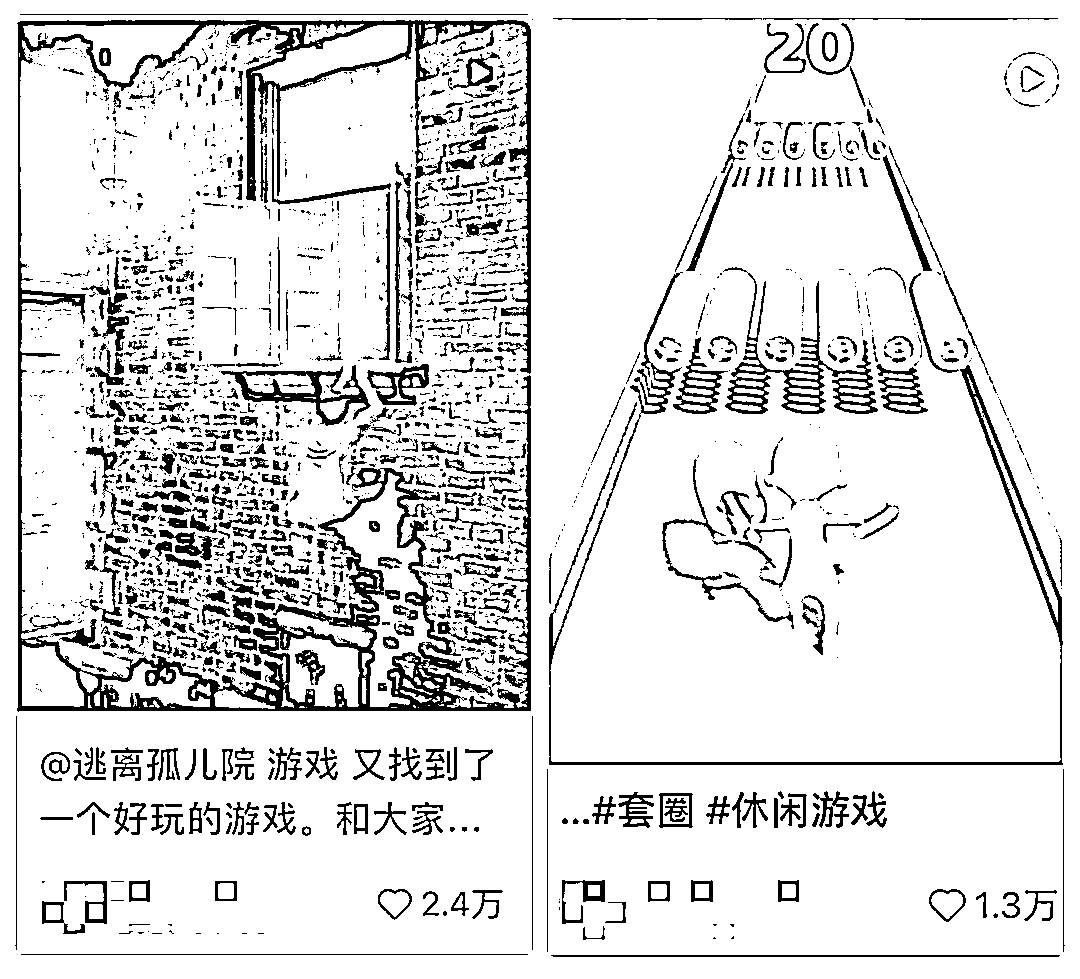 @逃离孤儿院 游戏 又找到了
一个好玩的游戏。和大家...
2.4万
20
...#套圈 #休闲游戏
1.3万